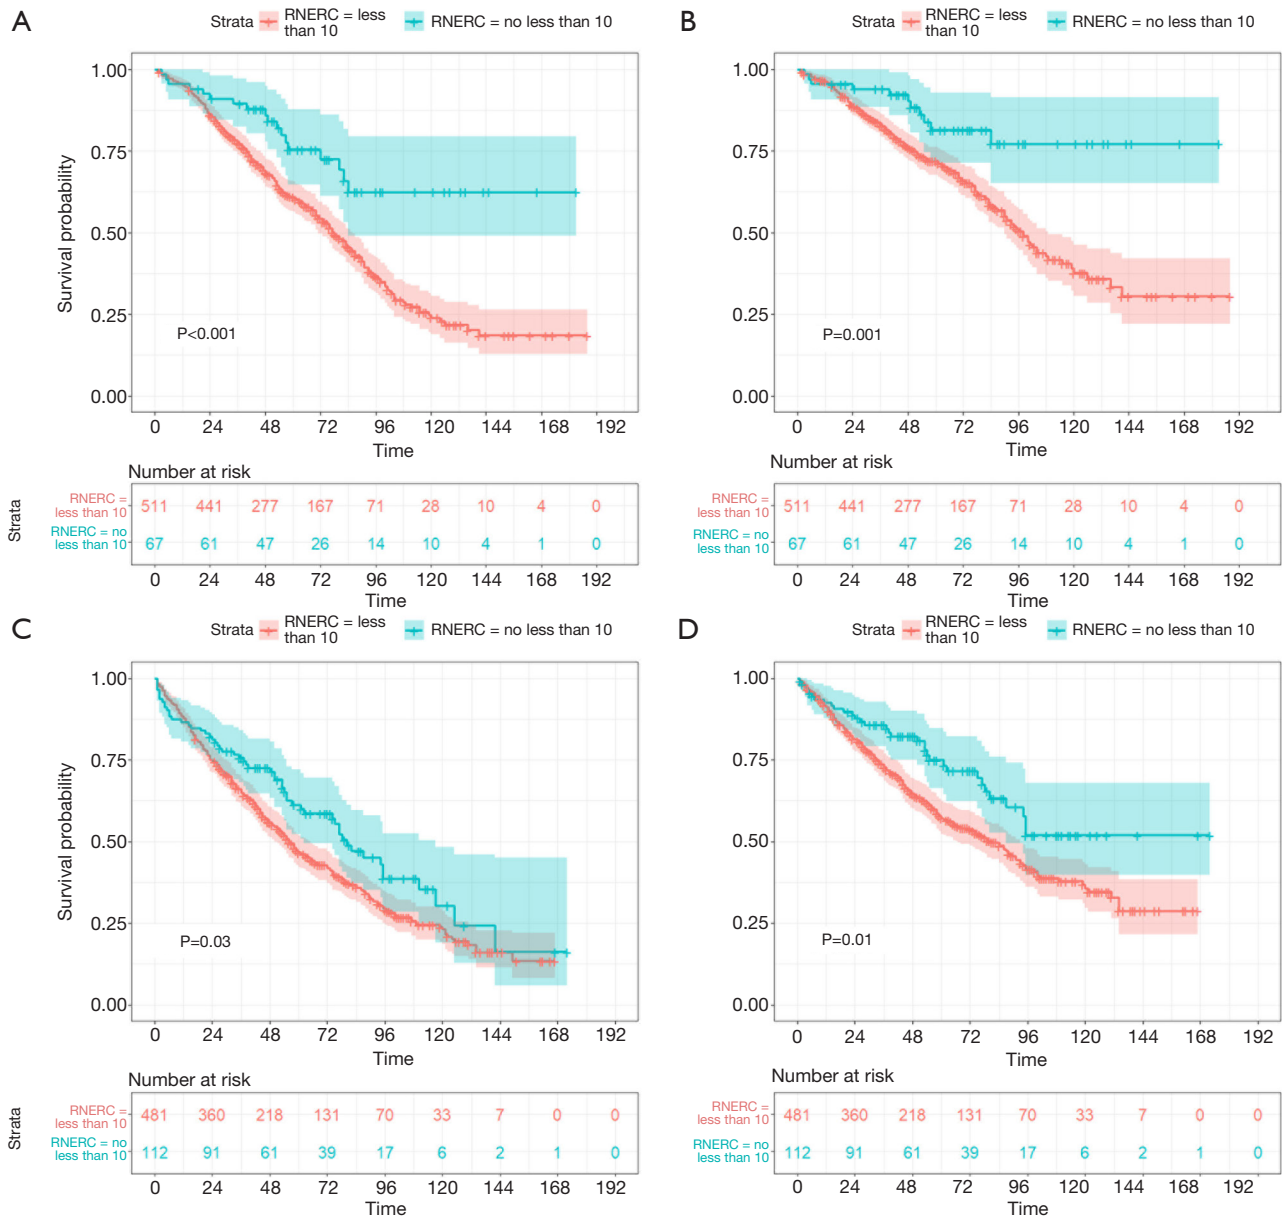 A
Strata RNERC = less than 10 RNERC = no less than 10
Survival probability
1.00
0.75
0.50
0.25
0.00
P<0.001
0 24 48 72 96 120 144 168 192
Time
Number at risk
Strata
RNERC = less than 10 511 441 277 167 71 28 10 4 0
RNERC = no less than 10 67 61 47 26 14 10 4 1 0
0 24 48 72 96 120 144 168 192
Time
B
Strata RNERC = less than 10 RNERC = no less than 10
1.00
0.75
0.50
0.25
0.00
P=0.001
0 24 48 72 96 120 144 168 192
Time
Number at risk
RNERC = less than 10 511 441 277 167 71 28 10 4 0
RNERC = no less than 10 67 61 47 26 14 10 4 1 0
0 24 48 72 96 120 144 168 192
Time
C
Strata RNERC = less than 10 RNERC = no less than 10
Survival probability
1.00
0.75
0.50
0.25
0.00
P=0.03
0 24 48 72 96 120 144 168 192
Time
Number at risk
Strata
RNERC = less than 10 481 360 218 131 70 33 7 0 0
RNERC = no less than 10 112 91 61 39 17 6 2 1 0
0 24 48 72 96 120 144 168 192
Time
D
Strata RNERC = less than 10 RNERC = no less than 10
1.00
0.75
0.50
0.25
0.00
P=0.01
0 24 48 72 96 120 144 168 192
Time
Number at risk
RNERC = less than 10 481 360 218 131 70 33 7 0 0
RNERC = no less than 10 112 91 61 39 17 6 2 1 0
0 24 48 72 96 120 144 168 192
Time